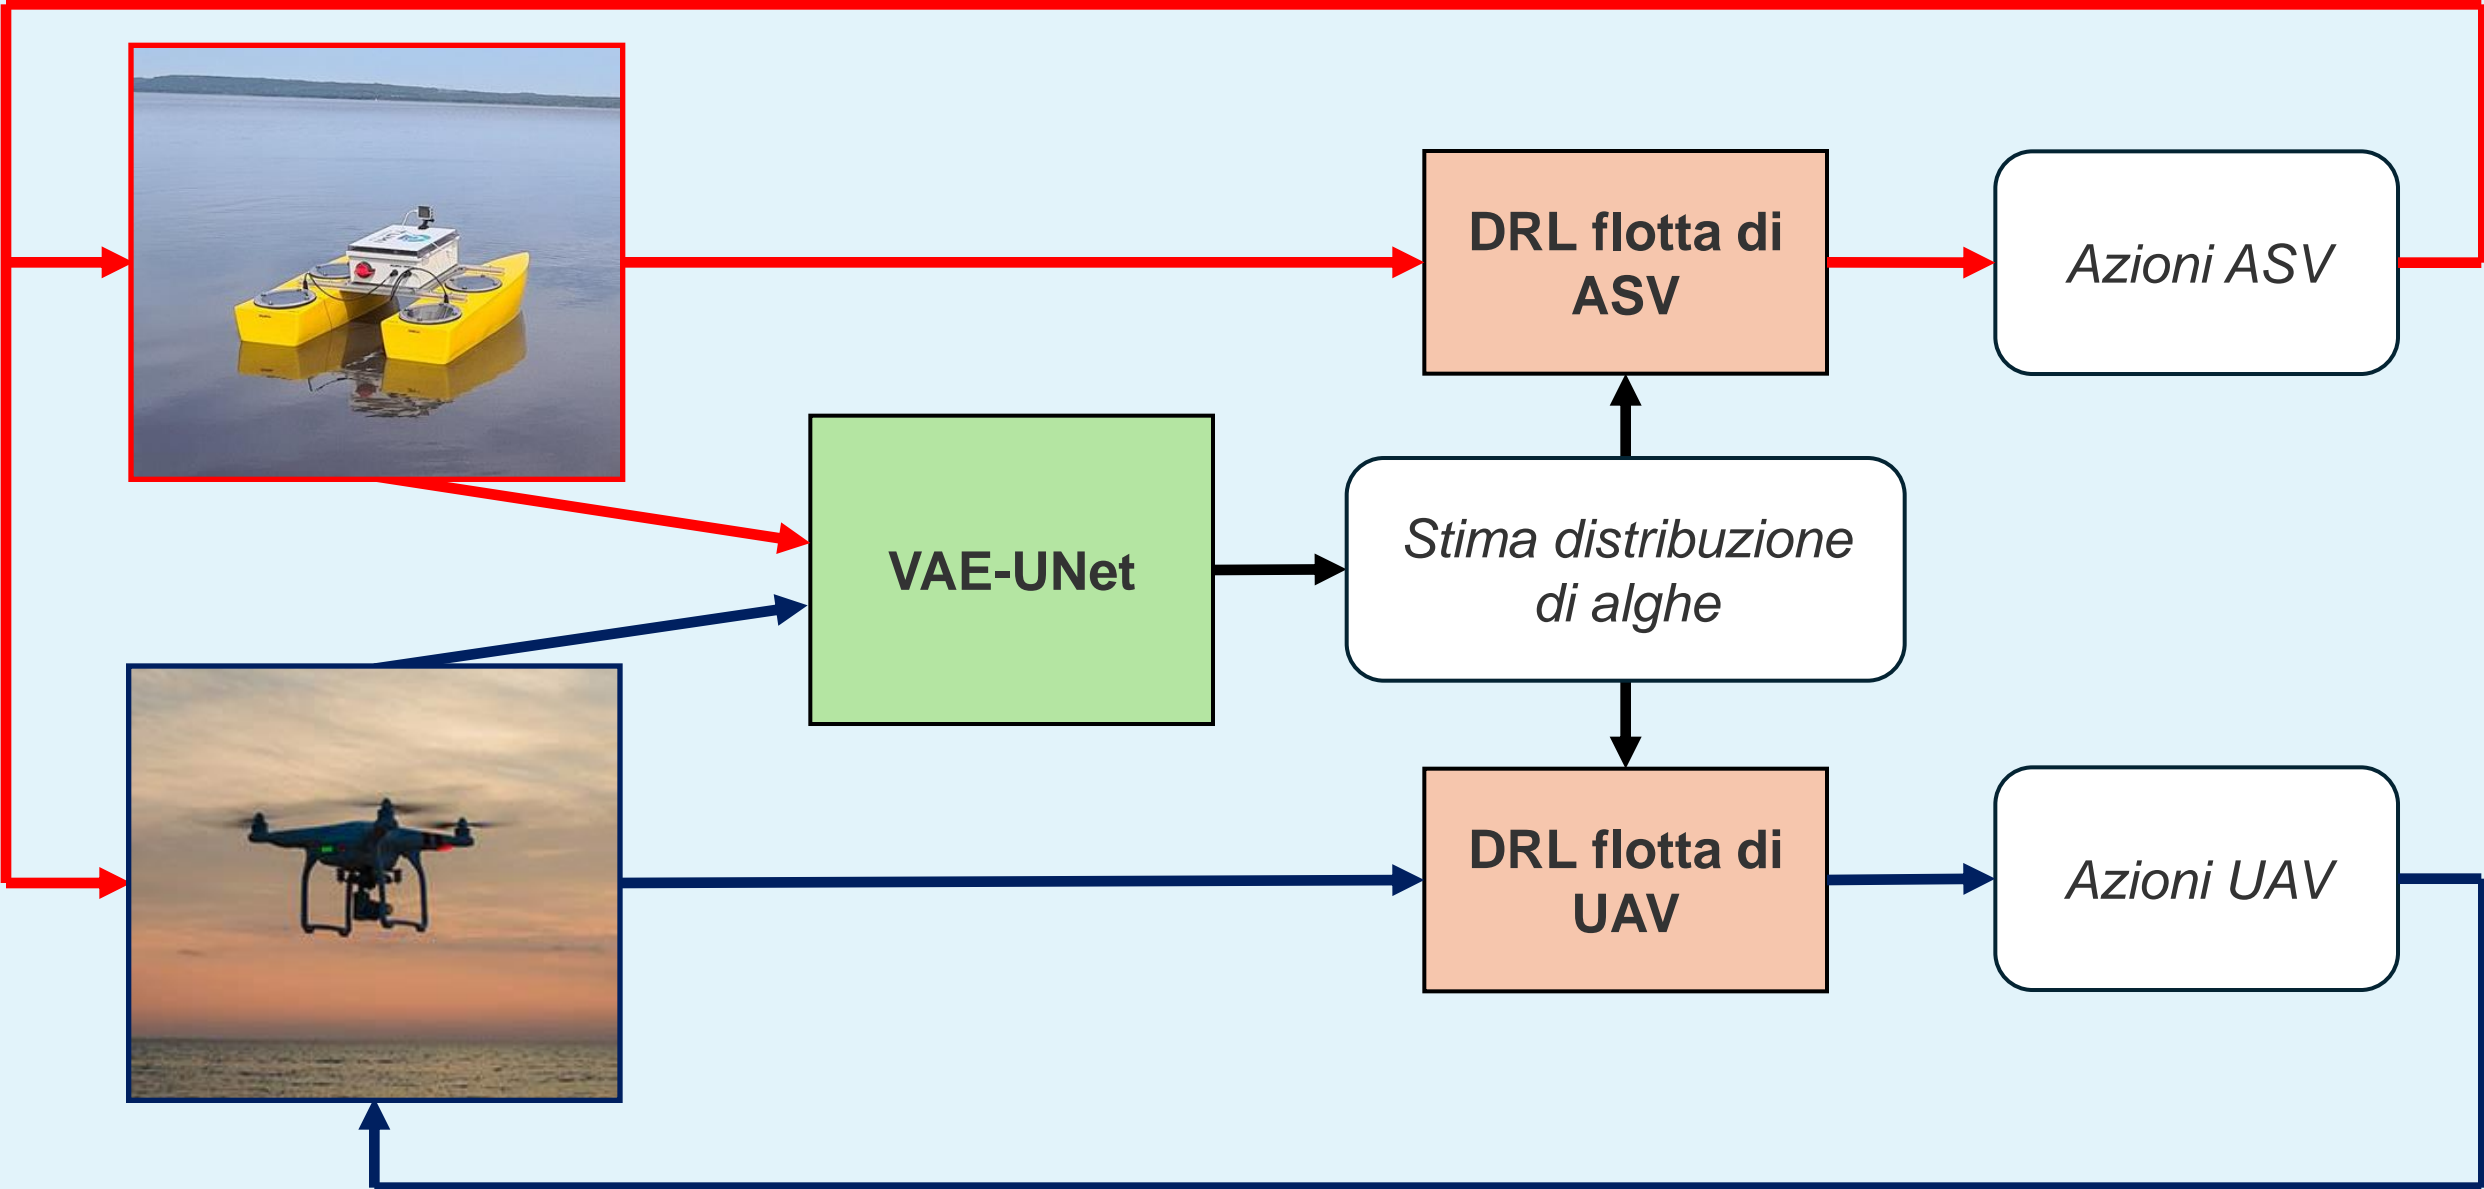 DRL flotta di
ASV
Azioni ASV
VAE-UNet
Stima distribuzione
di alghe
DRL flotta di
UAV
Azioni UAV